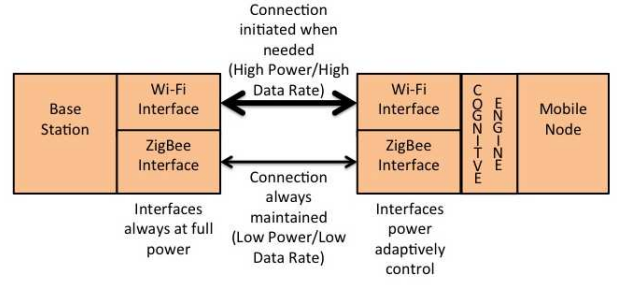 Connection
initiated when
needed
(High Power/High
Data Rate)
Base
Station
Wi-Fi
Interface
ZigBee
Interface
Wi-Fi
Interface
ZigBee
Interface
COGNITVE
ENGINE
Mobile
Node
Connection
always
maintained
(Low Power/Low
Data Rate)
Interfaces
always at full
power
Interfaces
power
adaptively
control